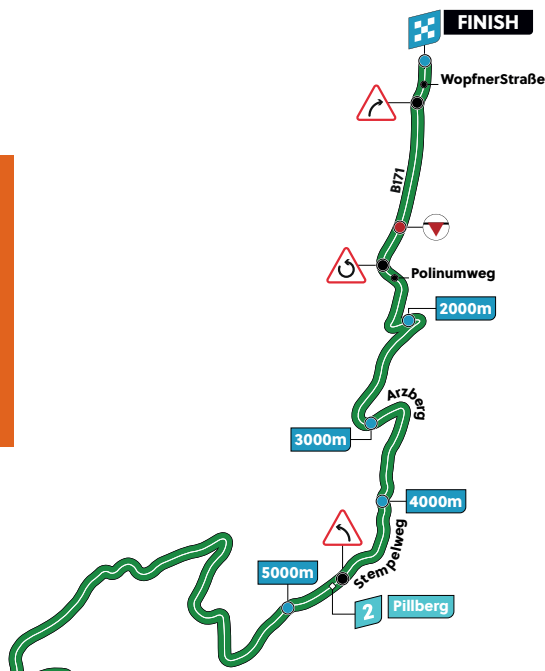 FINISH
WopfnerStraße
B171
Polinumweg
2000m
Arzberg
3000m
4000m
Stempelweg
5000m
2 Pillberg